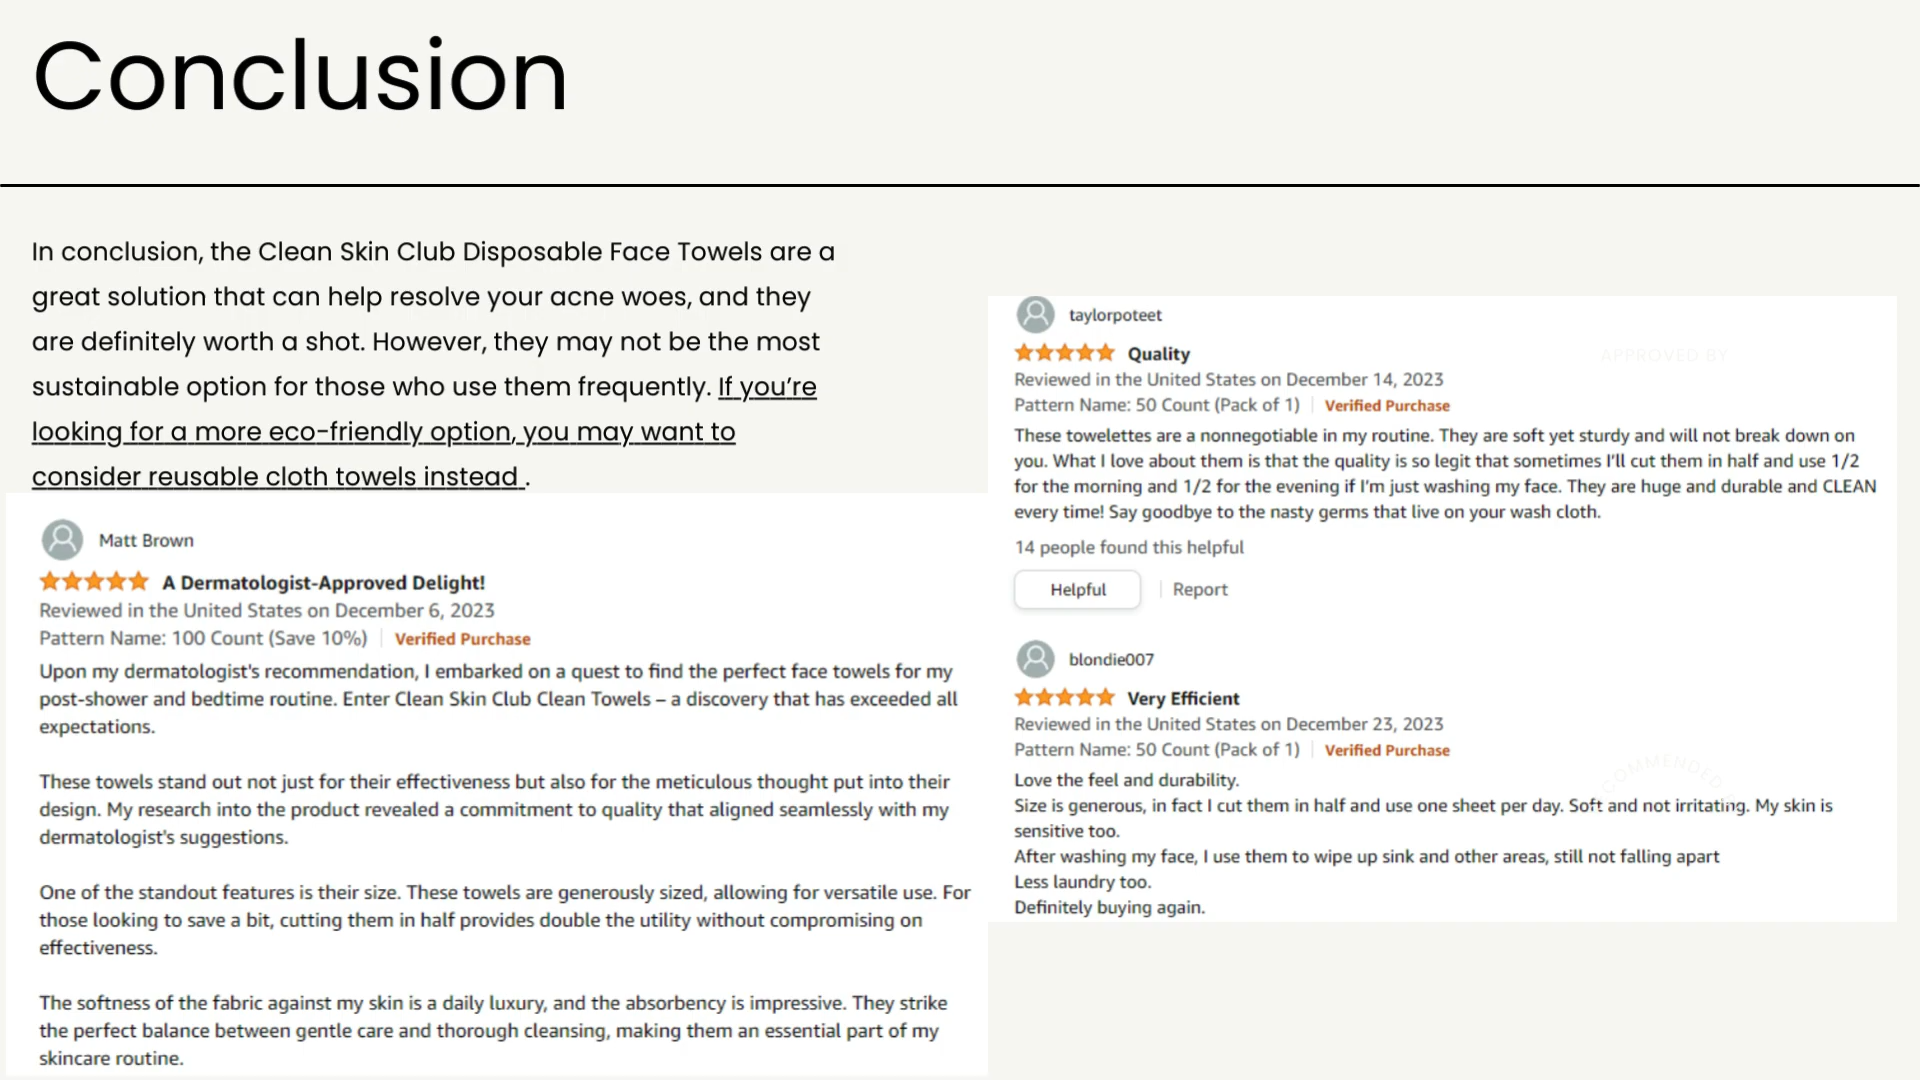 Conclusion
In conclusion, the Clean Skin Club Disposable Face Towels are a
great solution that can help resolve your acne woes, and they
are definitely worth a shot. However, they may not be the most
sustainable option for those who use them frequently. If you’re
looking for a more eco-friendly option, you may want to
consider reusable cloth towels instead .
Matt Brown
A Dermatologist-Approved Delight!
Reviewed in the United States on December 6, 2023
Pattern Name: 100 Count (Save 10%) | Verified Purchase
Upon my dermatologist's recommendation, I embarked on a quest to find the perfect face towels for my
post-shower and bedtime routine. Enter Clean Skin Club Clean Towels – a discovery that has exceeded all
expectations.
These towels stand out not just for their effectiveness but also for the meticulous thought put into their
design. My research into the product revealed a commitment to quality that aligned seamlessly with my
dermatologist's suggestions.
One of the standout features is their size. These towels are generously sized, allowing for versatile use. For
those looking to save a bit, cutting them in half provides double the utility without compromising on
effectiveness.
The softness of the fabric against my skin is a daily luxury, and the absorbency is impressive. They strike
the perfect balance between gentle care and thorough cleansing, making them an essential part of my
skincare routine.
taylorpoteet
Quality
APPROVED BY
Reviewed in the United States on December 14, 2023
Pattern Name: 50 Count (Pack of 1) | Verified Purchase
These towelettes are a nonnegotiable in my routine. They are soft yet sturdy and will not break down on
you. What I love about them is that the quality is so legit that sometimes I’ll cut them in half and use 1/2
for the morning and 1/2 for the evening if I’m just washing my face. They are huge and durable and CLEAN
every time! Say goodbye to the nasty germs that live on your wash cloth.
14 people found this helpful
Helpful | Report
blondie007
Very Efficient
Reviewed in the United States on December 23, 2023
Pattern Name: 50 Count (Pack of 1) | Verified Purchase
Love the feel and durability.
Size is generous, in fact I cut them in half and use one sheet per day. Soft and not irritating. My skin is
sensitive too.
After washing my face, I use them to wipe up sink and other areas, still not falling apart
Less laundry too.
Definitely buying again.